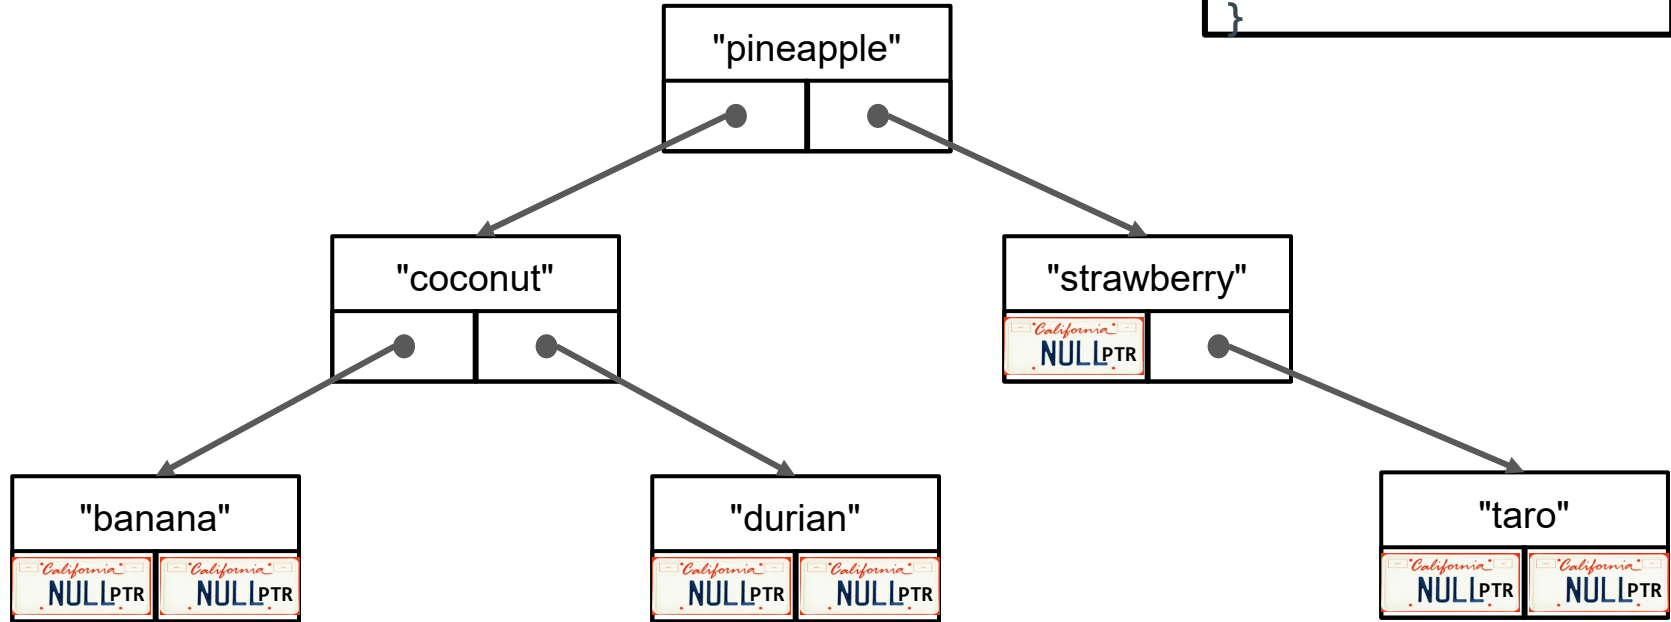 }
"pineapple"
"coconut"
"strawberry"
California
NULLPTR
"banana"
"durian"
"taro"
California
NULLPTR
California
NULLPTR
California
NULLPTR
California
NULLPTR
California
NULLPTR
California
NULLPTR